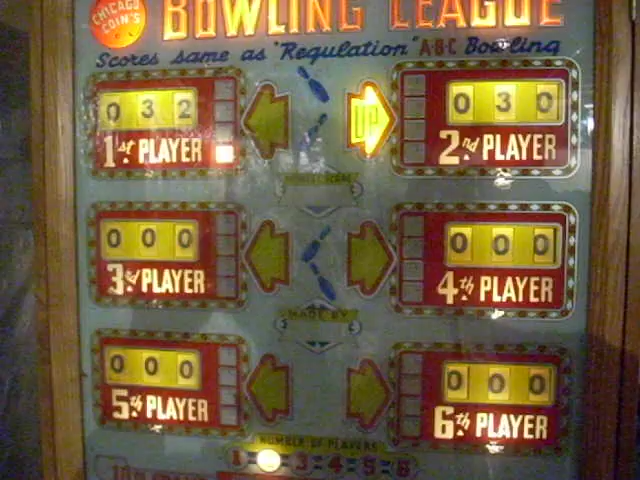 CHICAGO COIN'S
BOWLING LEAGUE
Scores same as "Regulation" A·B·C Bowling
032
1st PLAYER
UP
030
2nd PLAYER
000
3rd PLAYER
000
4th PLAYER
MADE BY
000
5th PLAYER
000
6th PLAYER
NUMBER OF PLAYERS
1 3 4 5 6